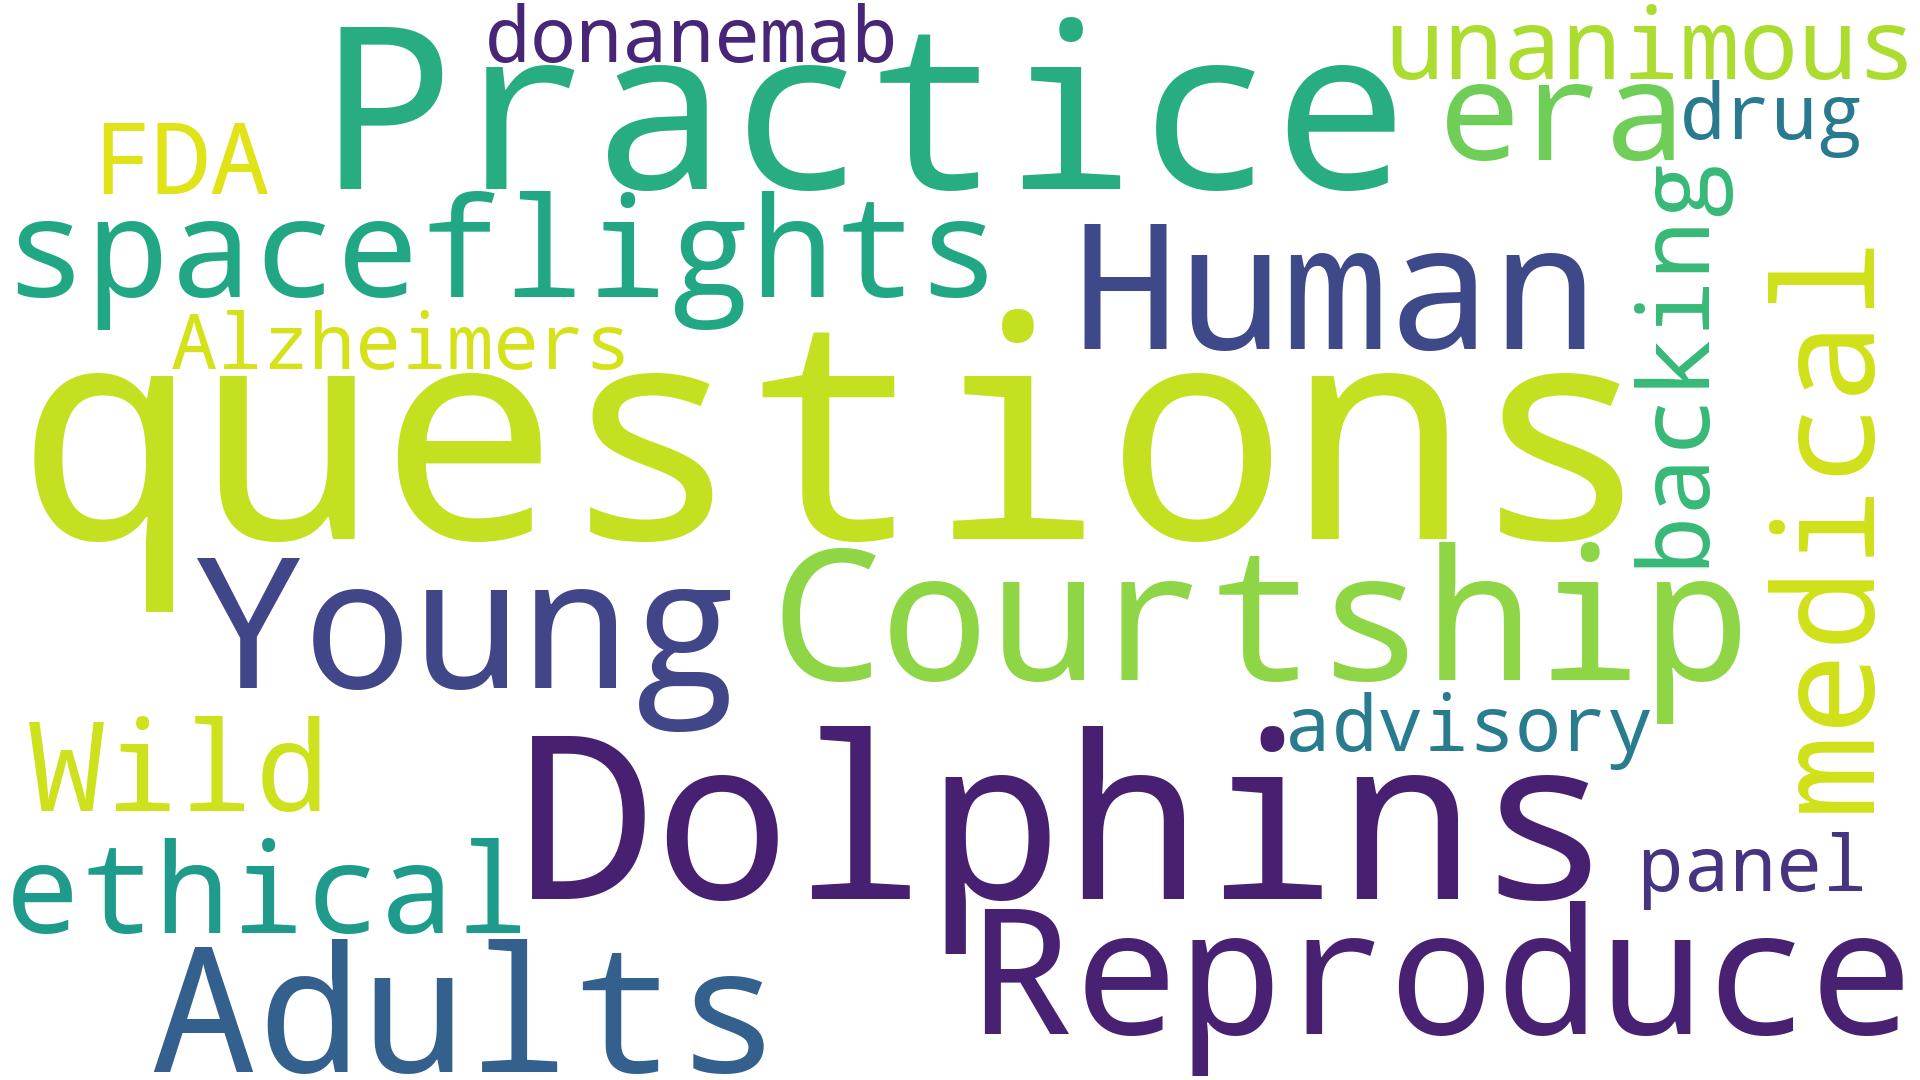 donanemab
unanimous
Practice
era
drug
FDA
spaceflights
Human
backing
medical
Alzheimers
questions
Young
Courtship
advisory
Wild
Dolphins
panel
ethical
Reproduce
Adults